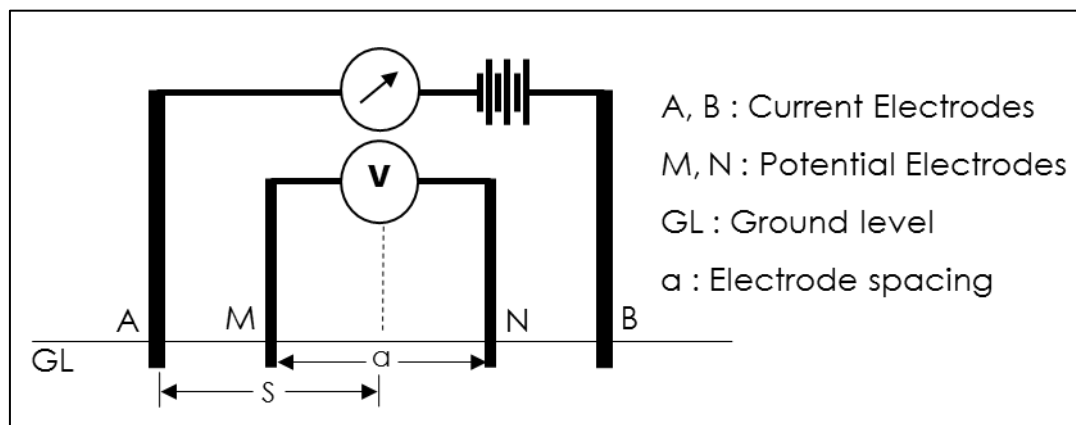 A, B : Current Electrodes
V
M, N : Potential Electrodes
GL : Ground level
a : Electrode spacing
A
M
N
B
GL
a
S